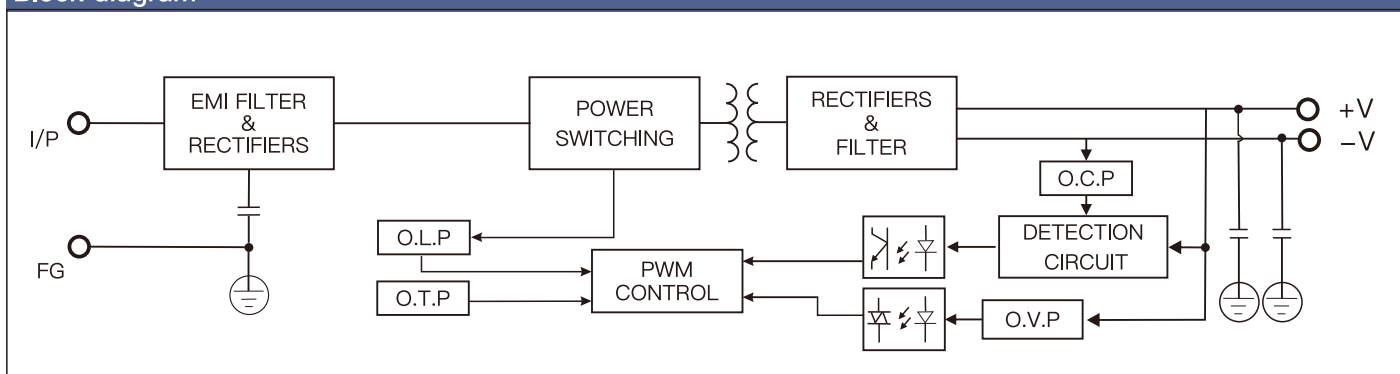 Block diagram
I/P
EMI FILTER
&
RECTIFIERS
POWER
SWITCHING
RECTIFIERS
&
FILTER
+V
−V
O.C.P
FG
O.L.P
O.T.P
PWM
CONTROL
DETECTION
CIRCUIT
O.V.P